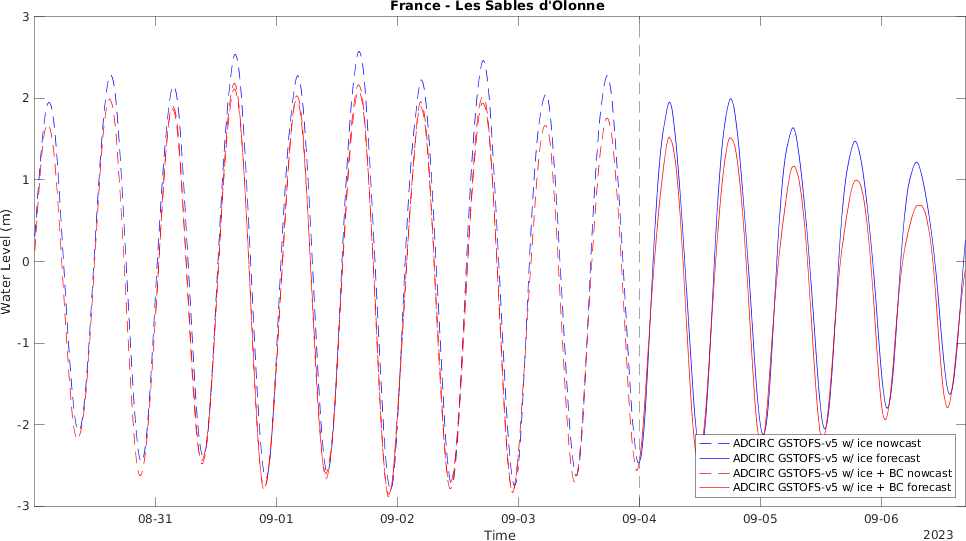 France - Les Sables d'Olonne
3
2
1
0
-1
-2
-3
Water Level (m)
ADCIRC GSTOFS-v5 w/ ice nowcast
ADCIRC GSTOFS-v5 w/ ice forecast
ADCIRC GSTOFS-v5 w/ ice + BC nowcast
ADCIRC GSTOFS-v5 w/ ice + BC forecast
08-31 09-01 09-02 09-03 09-04 09-05 09-06
Time
2023